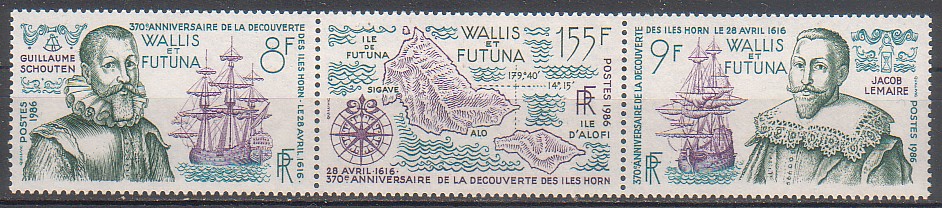 370e ANNIVERSAIRE DE LA DECOUVERTE
DES ILES HORN · LE 28 AVRIL 1616 ·
GUILLAUME
SCHOUTEN
WALLIS
ET
FUTUNA
8F
POSTES 1986
RF
ILE
DE
FUTUNA
WALLIS
ET
FUTUNA
155F
179°40'
14°15'
SIGAVE
ALO
ILE
D'ALOFI
POSTES 1986
RF
28 AVRIL · 1616 ·
370e ANNIVERSAIRE DE LA DECOUVERTE DES ILES HORN
370e ANNIVERSAIRE DE LA DECOUVERTE
DES ILES HORN LE 28 AVRIL 1616
9F
WALLIS
ET
FUTUNA
JACOB
LEMAIRE
POSTES 1986
RF